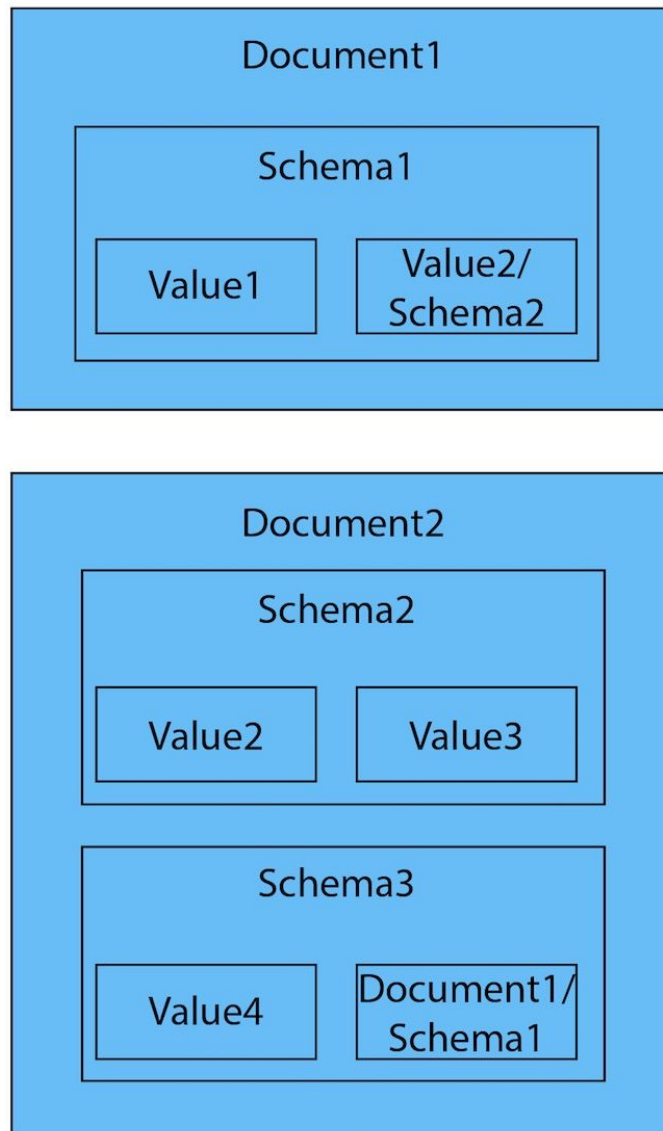 Document1
Schema1
Value1
Value2/
Schema2
Document2
Schema2
Value2
Value3
Schema3
Value4
Document1/
Schema1